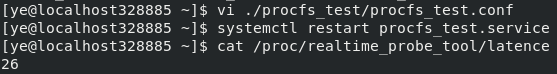 [ye@localhost328885 ~]$ vi ./procfs_test/procfs_test.conf
[ye@localhost328885 ~]$ systemctl restart procfs_test.service
[ye@localhost328885 ~]$ cat /proc/realtime_probe_tool/latence
26